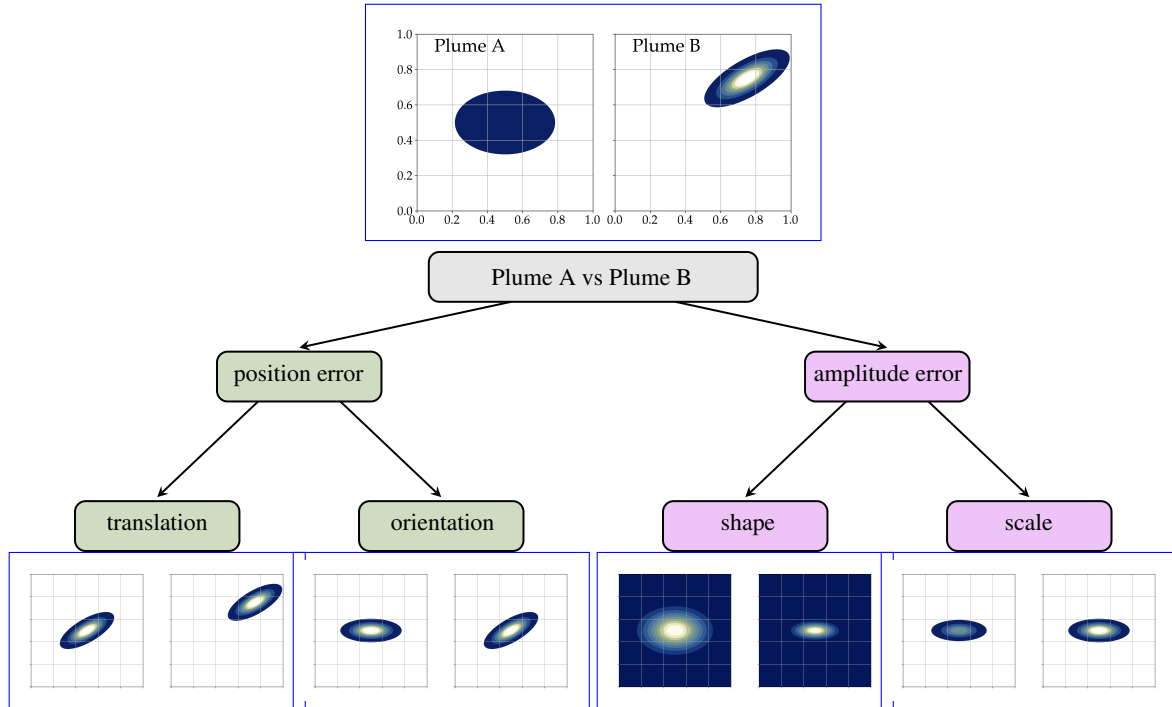 Plume A
Plume B
1.0
0.8
0.6
0.4
0.2
0.0
0.0 0.2 0.4 0.6 0.8 1.0
0.0 0.2 0.4 0.6 0.8 1.0
Plume A vs Plume B
position error
amplitude error
translation
orientation
shape
scale